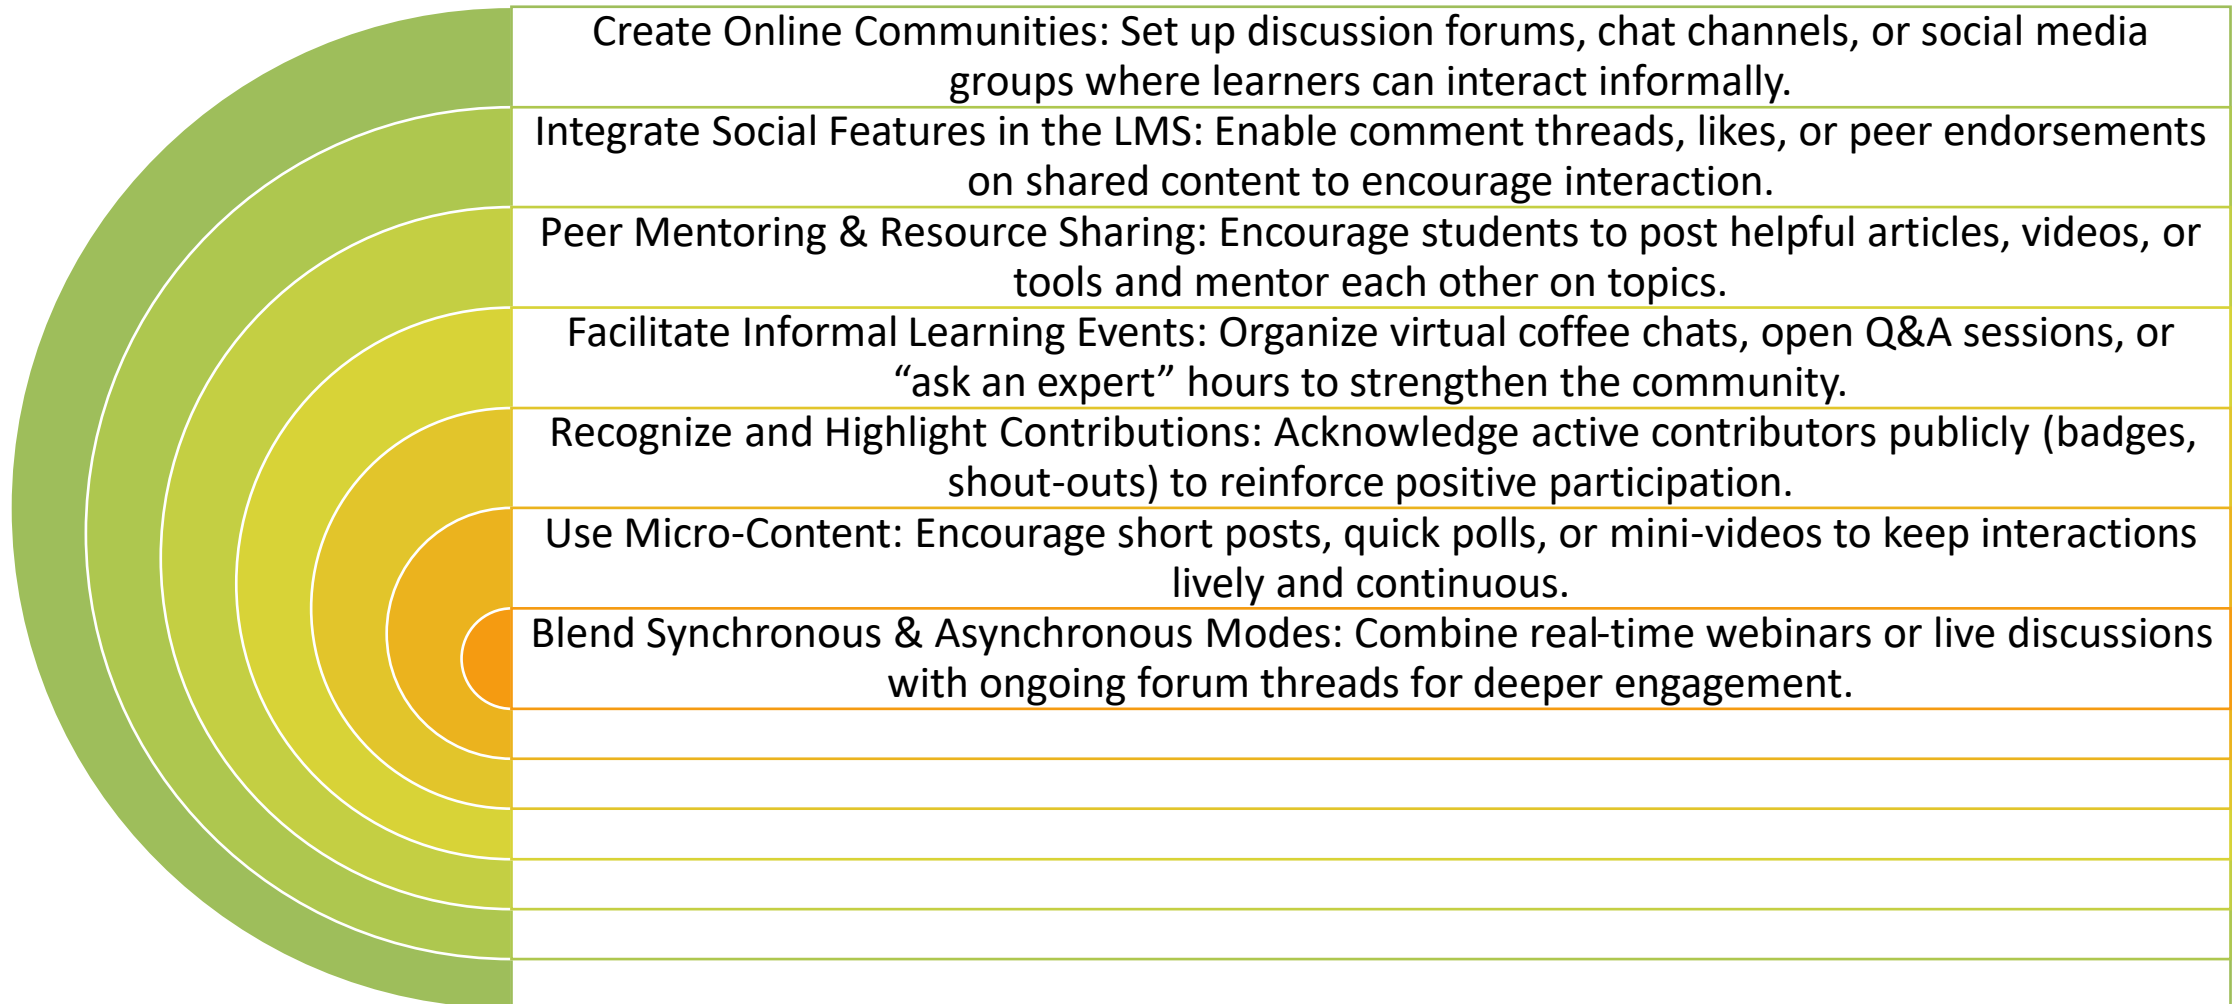 Create Online Communities: Set up discussion forums, chat channels, or social media
groups where learners can interact informally.
Integrate Social Features in the LMS: Enable comment threads, likes, or peer endorsements
on shared content to encourage interaction.
Peer Mentoring & Resource Sharing: Encourage students to post helpful articles, videos, or
tools and mentor each other on topics.
Facilitate Informal Learning Events: Organize virtual coffee chats, open Q&A sessions, or
“ask an expert” hours to strengthen the community.
Recognize and Highlight Contributions: Acknowledge active contributors publicly (badges,
shout-outs) to reinforce positive participation.
Use Micro-Content: Encourage short posts, quick polls, or mini-videos to keep interactions
lively and continuous.
Blend Synchronous & Asynchronous Modes: Combine real-time webinars or live discussions
with ongoing forum threads for deeper engagement.